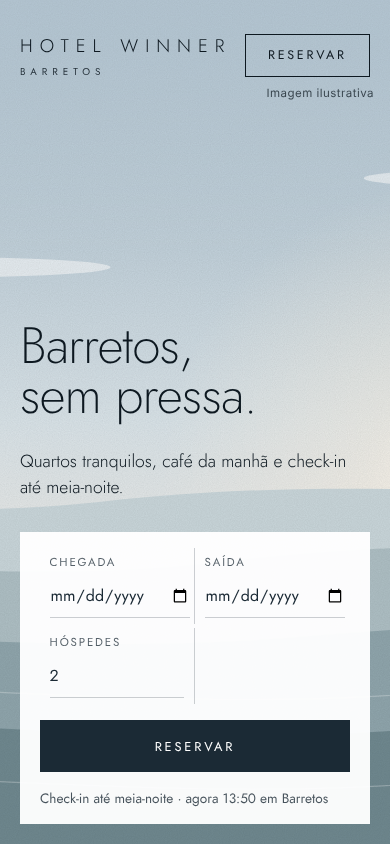 HOTEL WINNER
BARRETOS
RESERVAR
Imagem ilustrativa
Barretos,
sem pressa.
Quartos tranquilos, café da manhã e check-in
até meia-noite.
CHEGADA
SAÍDA
mm/dd/yyyy
mm/dd/yyyy
HÓSPEDES
2
RESERVAR
Check-in até meia-noite · agora 13:50 em Barretos